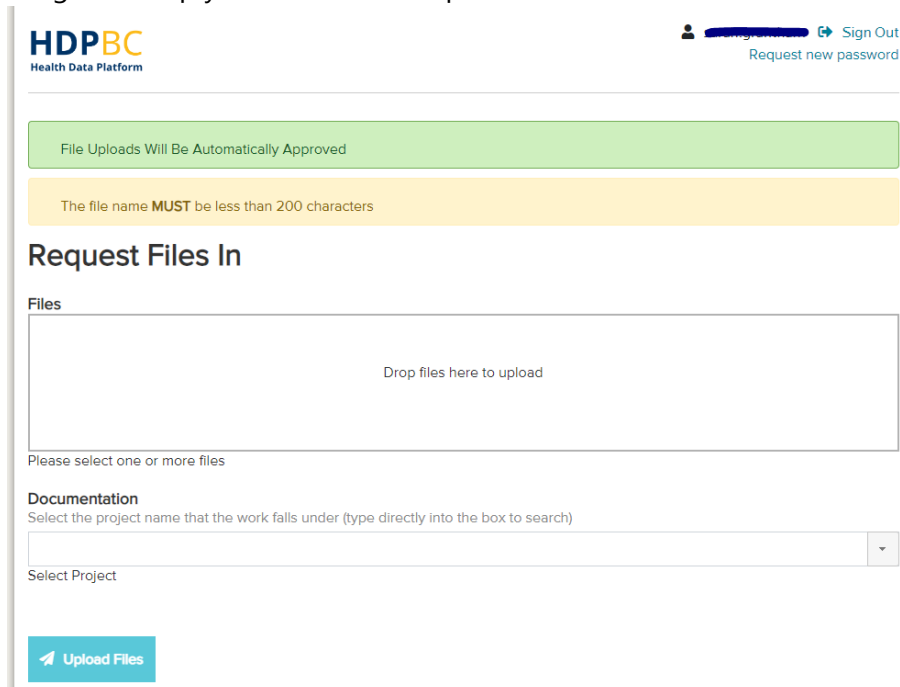 HDPBC
Health Data Platform
Sign Out
Request new password
File Uploads Will Be Automatically Approved
The file name MUST be less than 200 characters
Request Files In
Files
Drop files here to upload
Please select one or more files
Documentation
Select the project name that the work falls under (type directly into the box to search)
Select Project
Upload Files